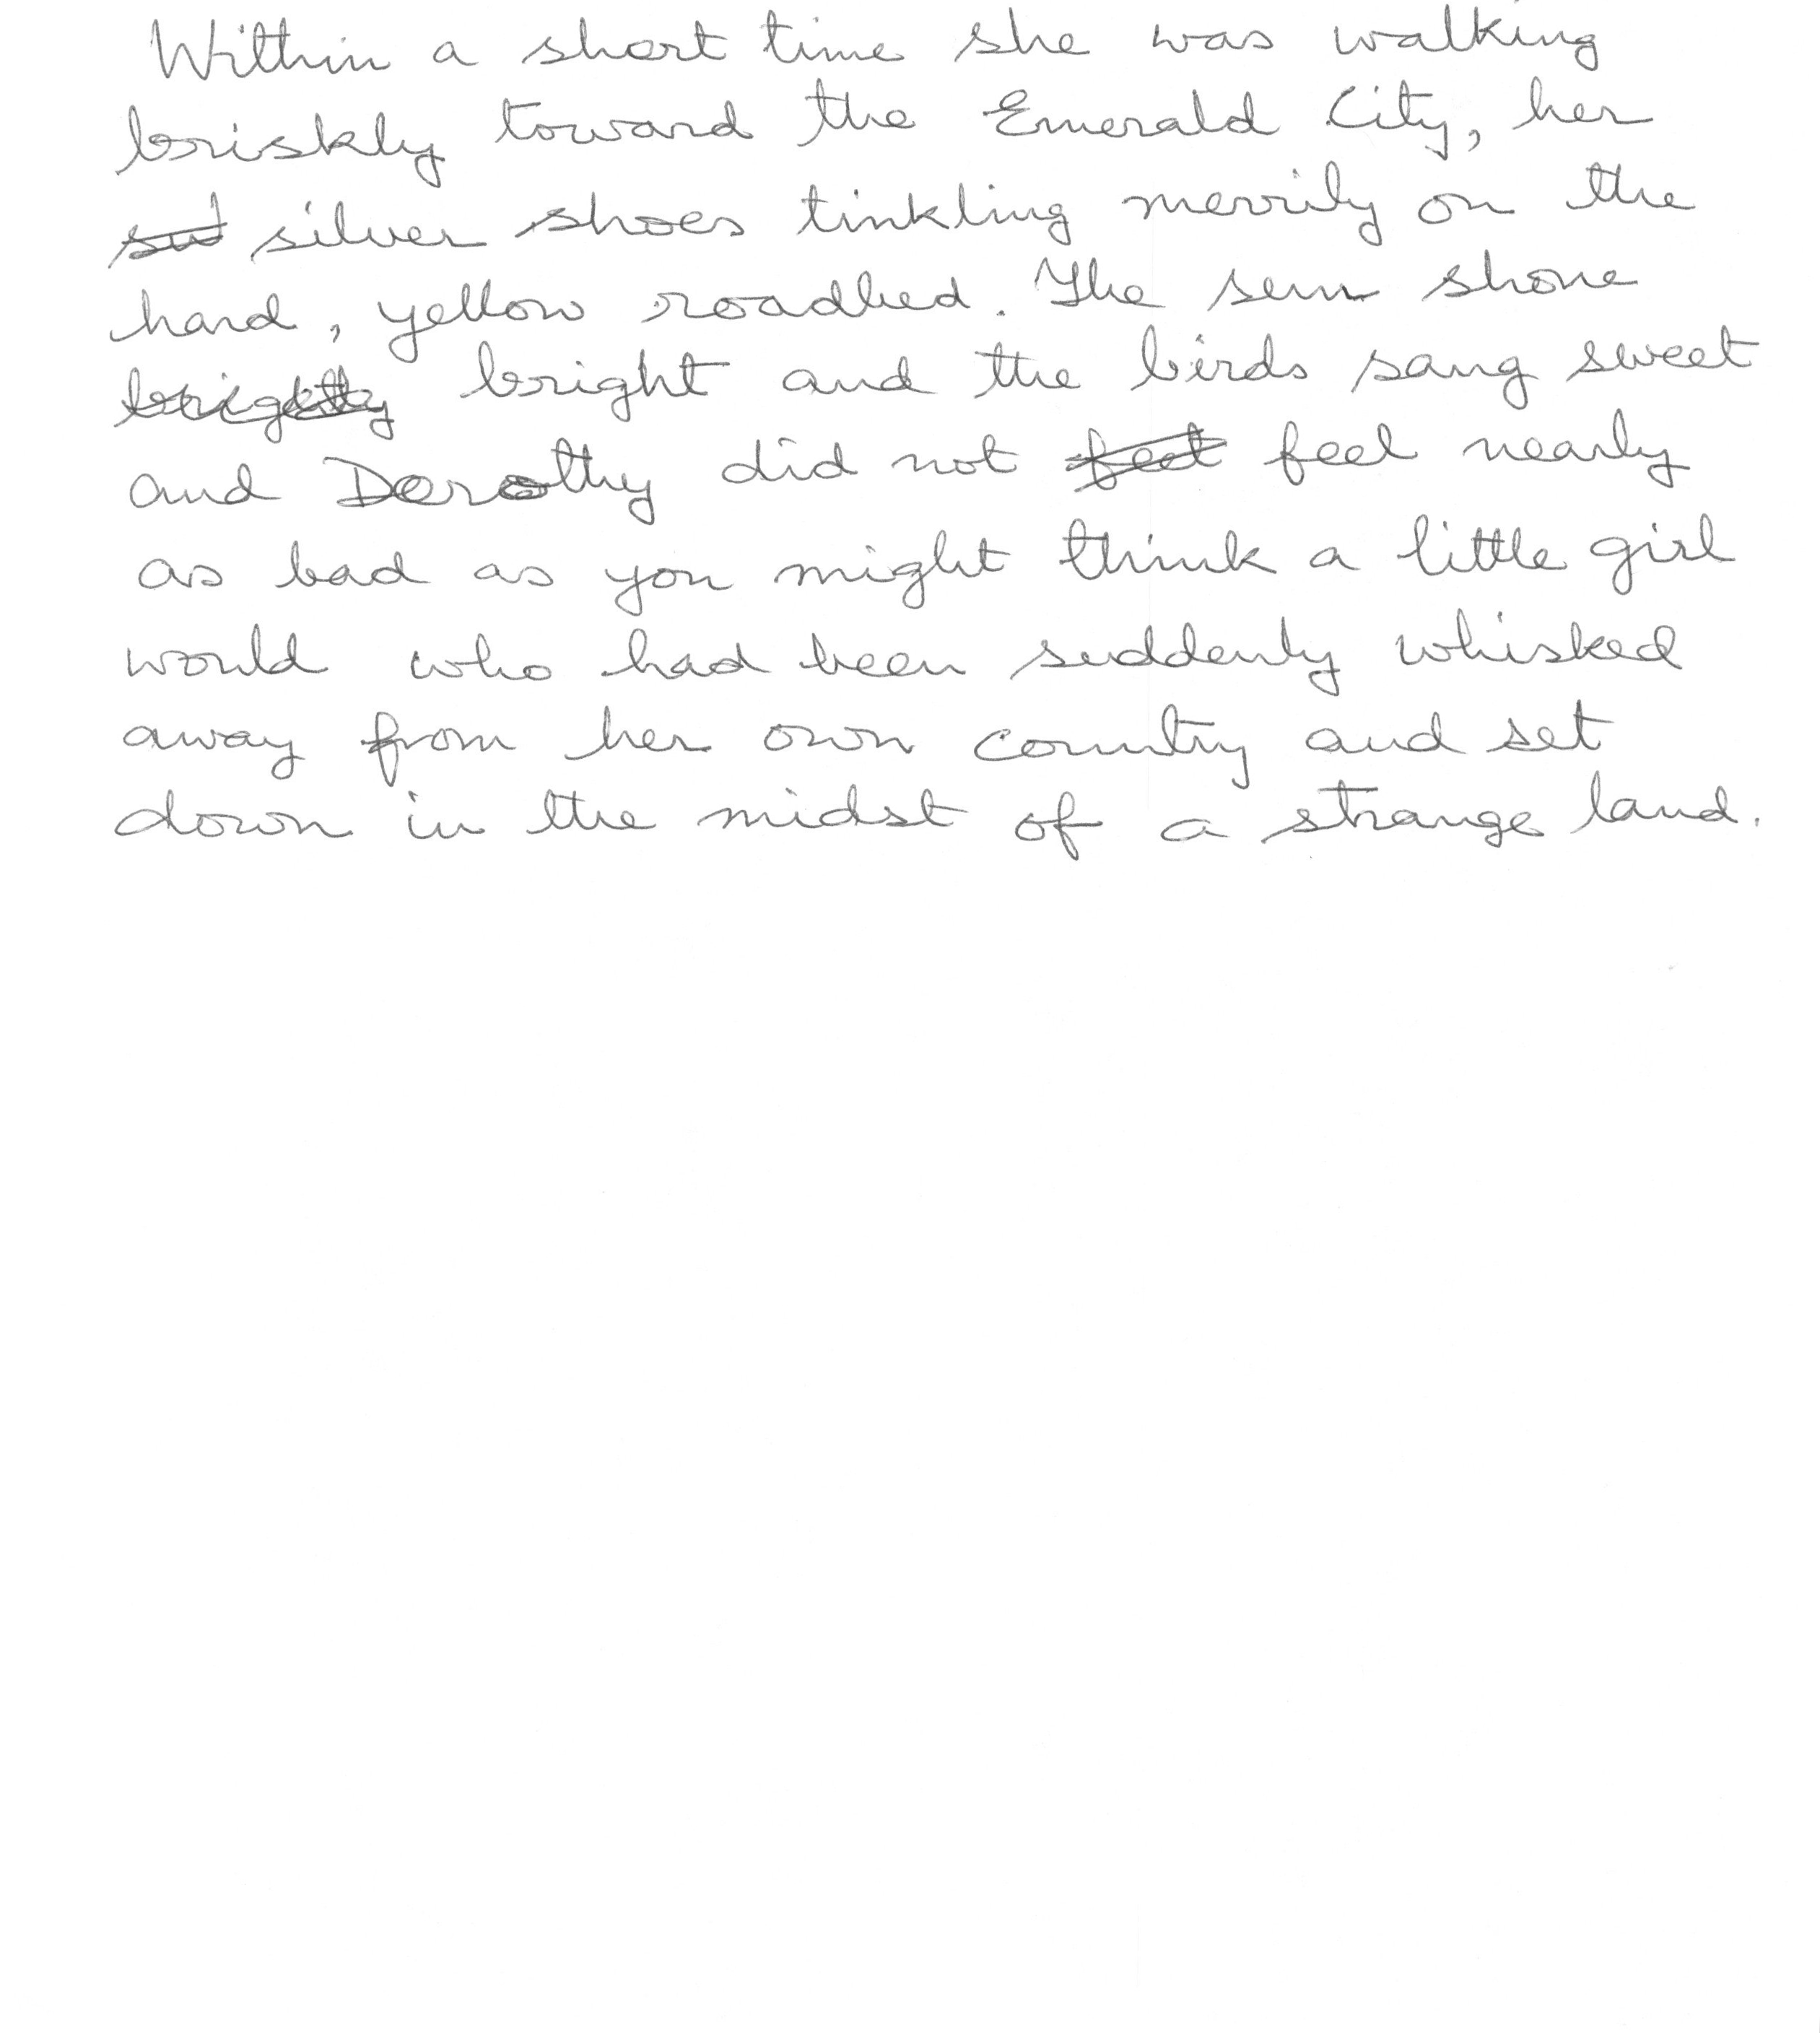 Within a short time she was walking
briskly toward the Emerald City, her
silver shoes tinkling merrily on the
hard, yellow roadbed. The sun shone
brightly bright and the birds sang sweet
and Dorothy did not feel nearly
as bad as you might think a little girl
would who had been suddenly whisked
away from her own country and set
down in the midst of a strange land.